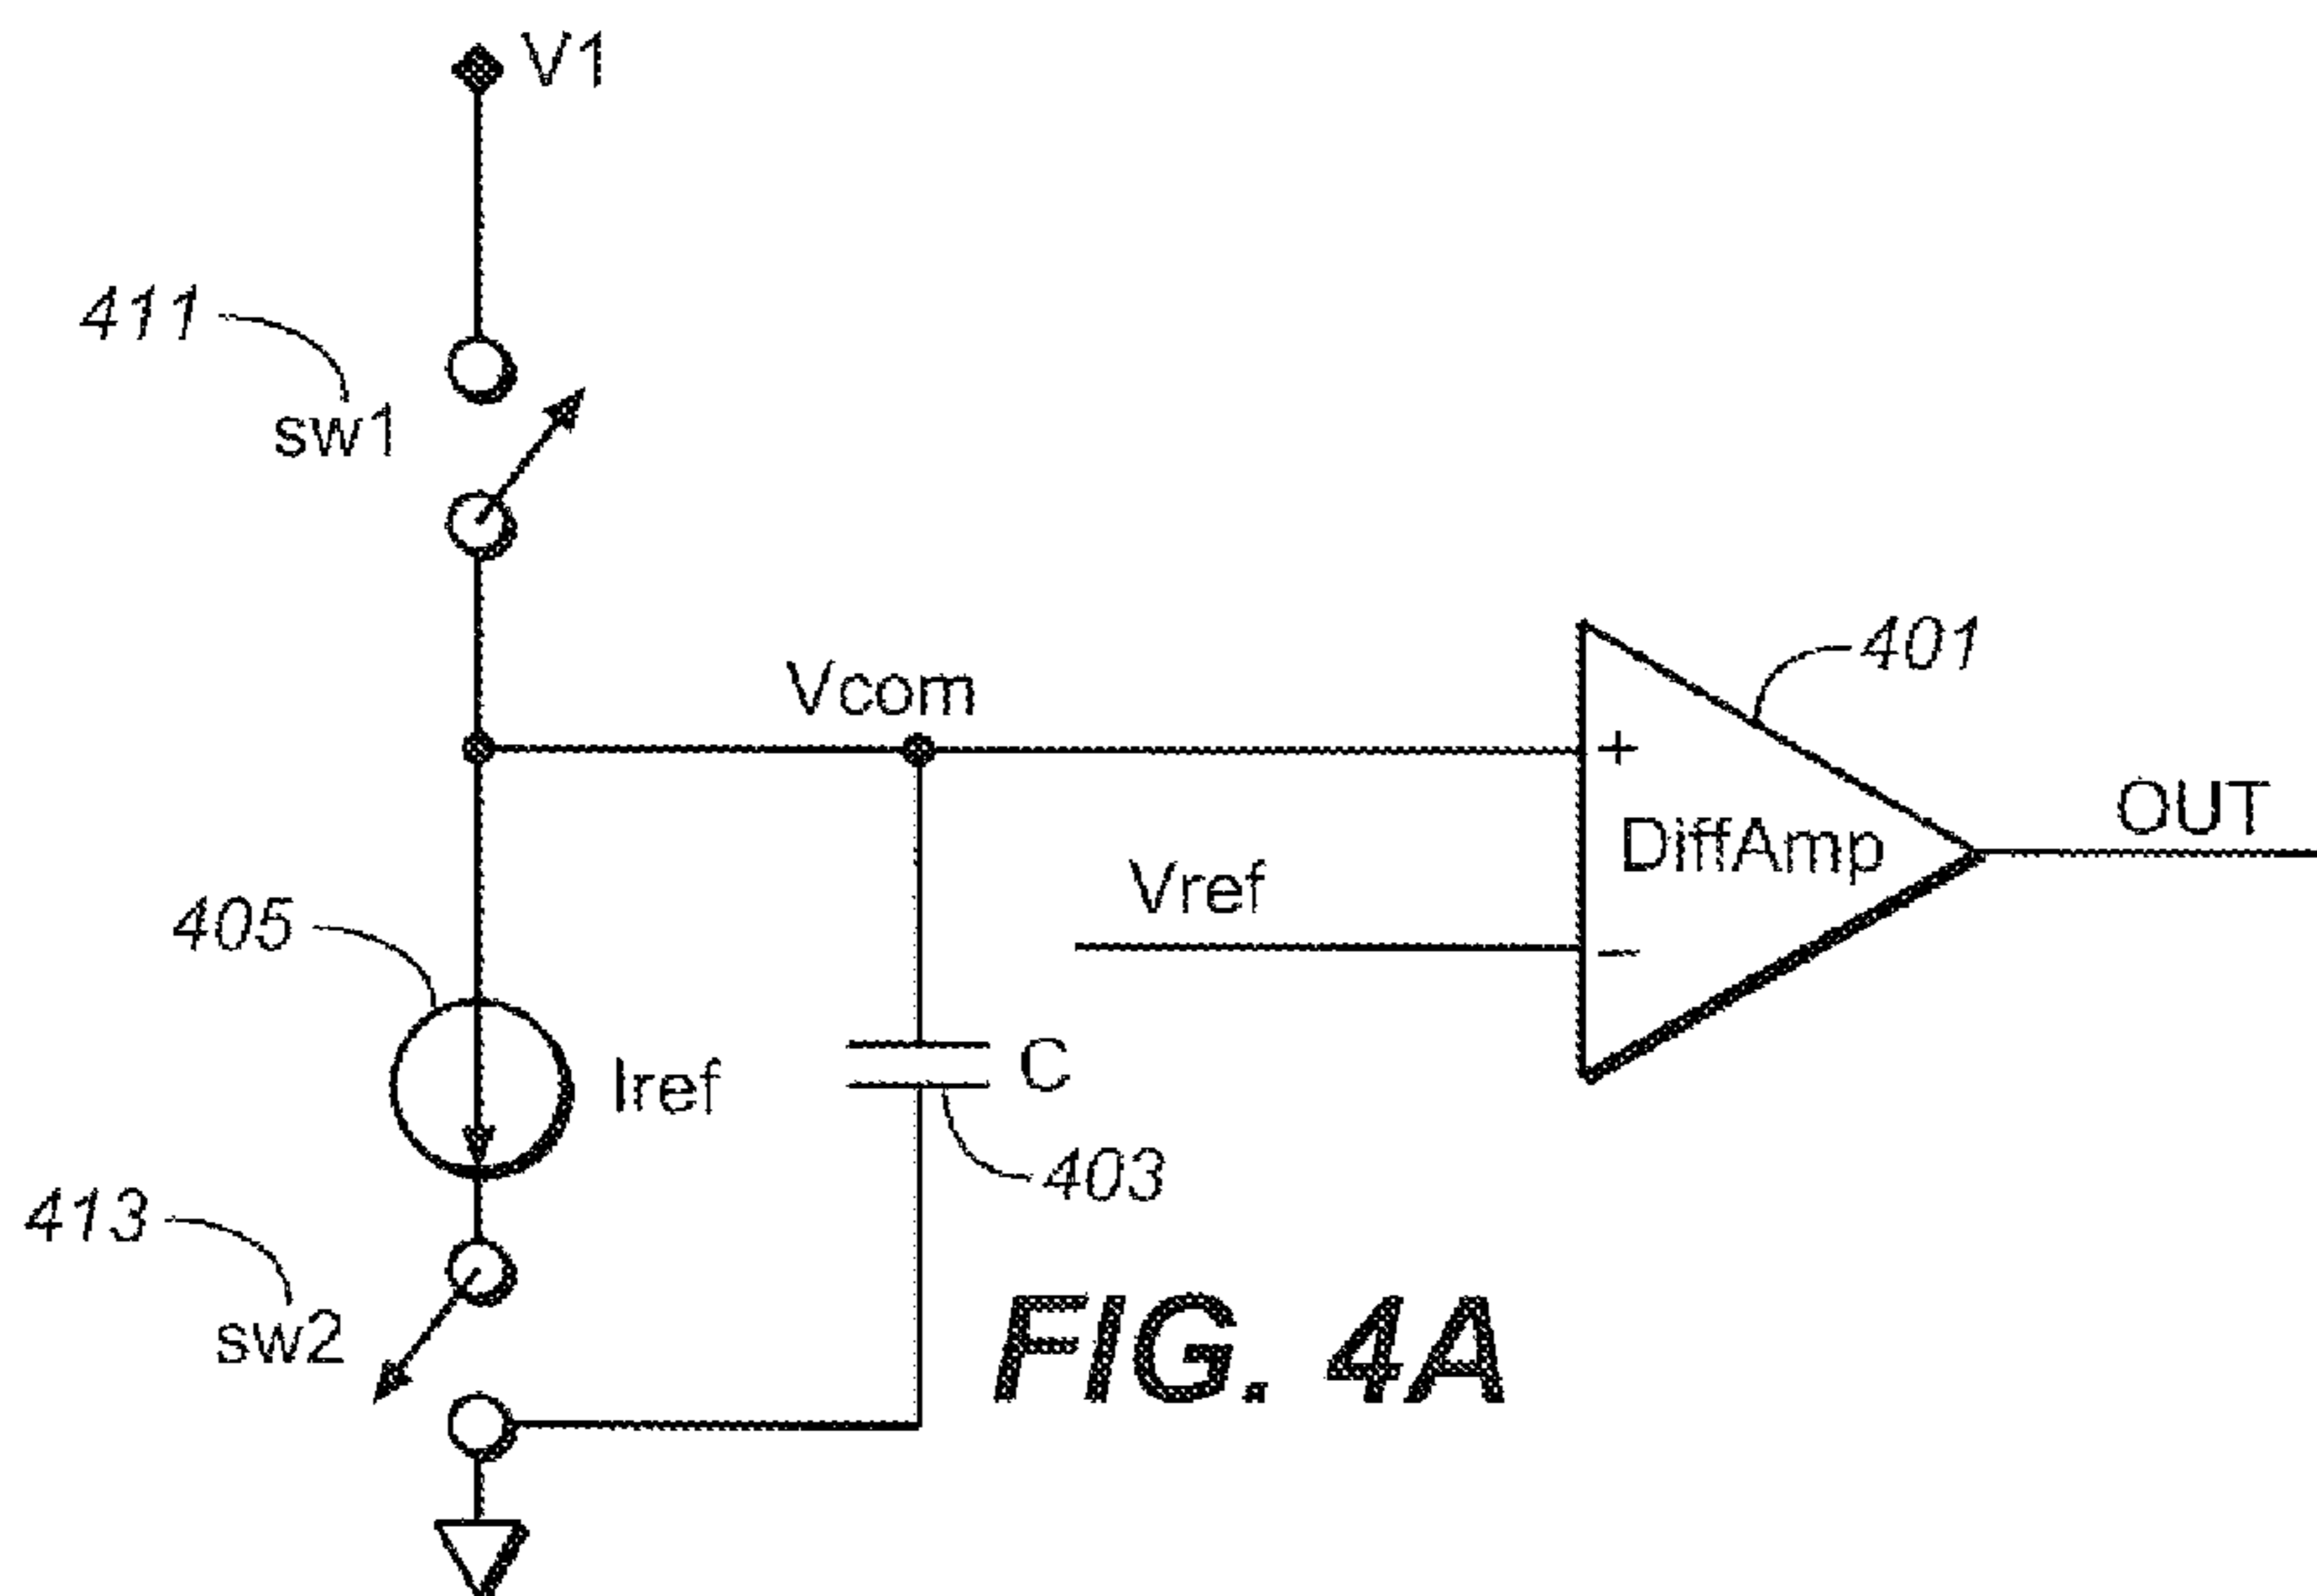 V1
411
sw1
Vcom
401
+
DiffAmp
OUT
Vref
−
405
Iref
C
403
413
sw2
FIG. 4A